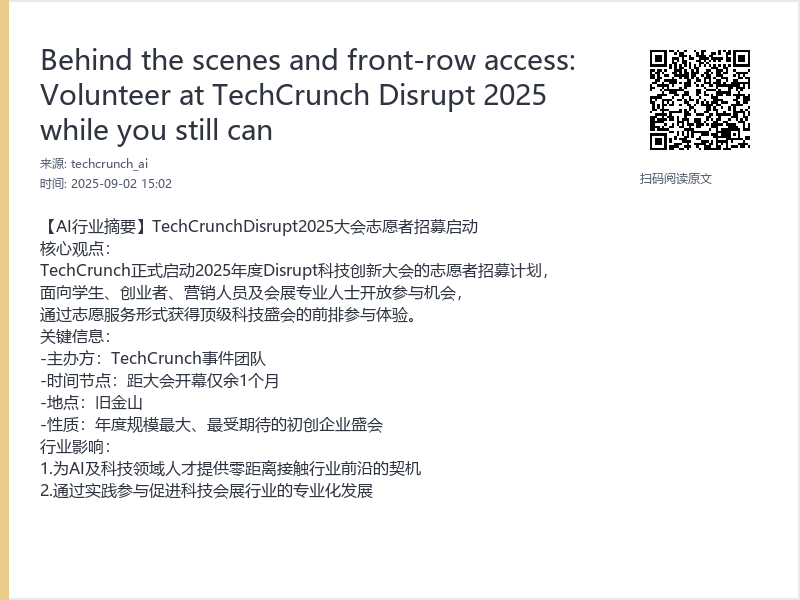 Behind the scenes and front-row access:
Volunteer at TechCrunch Disrupt 2025
while you still can
来源: techcrunch_ai
时间: 2025-09-02 15:02
扫码阅读原文
【AI行业摘要】TechCrunchDisrupt2025大会志愿者招募启动
核心观点：
TechCrunch正式启动2025年度Disrupt科技创新大会的志愿者招募计划，
面向学生、创业者、营销人员及会展专业人士开放参与机会，
通过志愿服务形式获得顶级科技盛会的前排参与体验。
关键信息：
-主办方：TechCrunch事件团队
-时间节点：距大会开幕仅余1个月
-地点：旧金山
-性质：年度规模最大、最受期待的初创企业盛会
行业影响：
1.为AI及科技领域人才提供零距离接触行业前沿的契机
2.通过实践参与促进科技会展行业的专业化发展